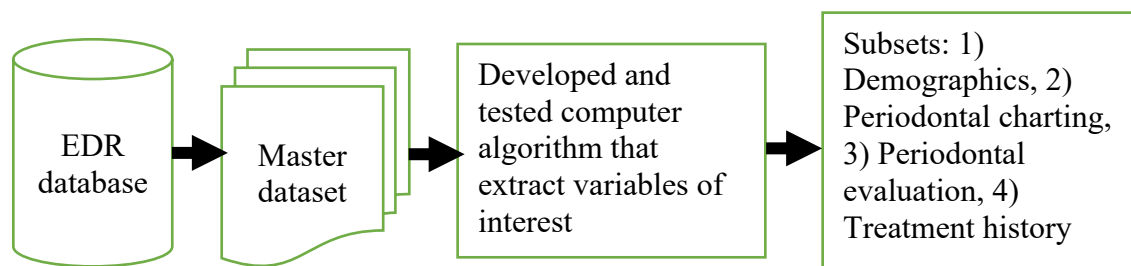 EDR
database
Master
dataset
Developed and
tested computer
algorithm that
extract variables of
interest
Subsets: 1)
Demographics, 2)
Periodontal charting,
3) Periodontal
evaluation, 4)
Treatment history